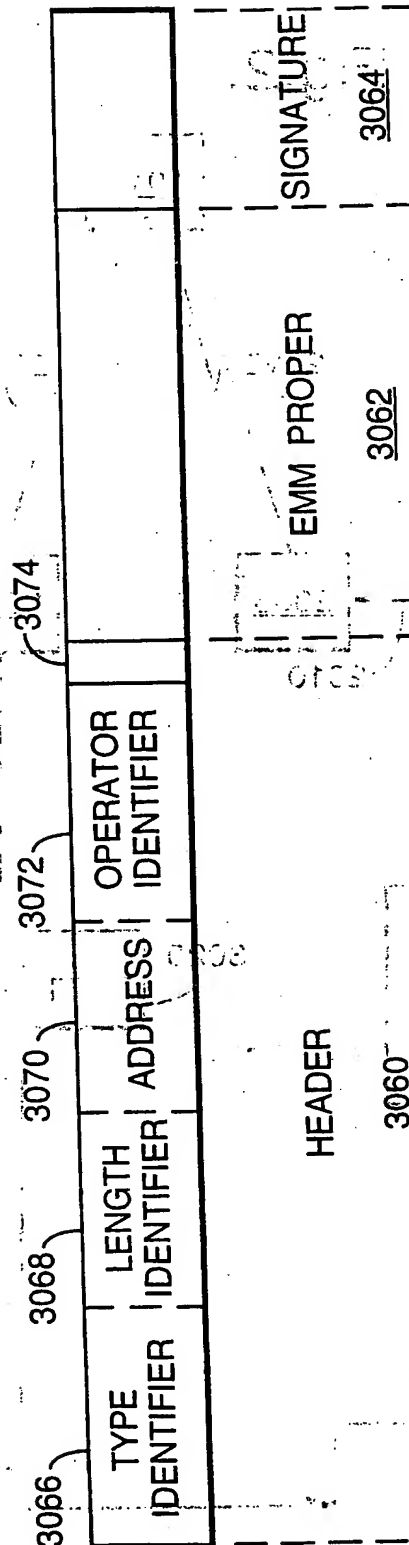 3066
3068
3070
3072
3074
TYPE
IDENTIFIER
LENGTH
IDENTIFIER
ADDRESS
OPERATOR
IDENTIFIER
HEADER
3060
EMM PROPER
3062
SIGNATURE
3064